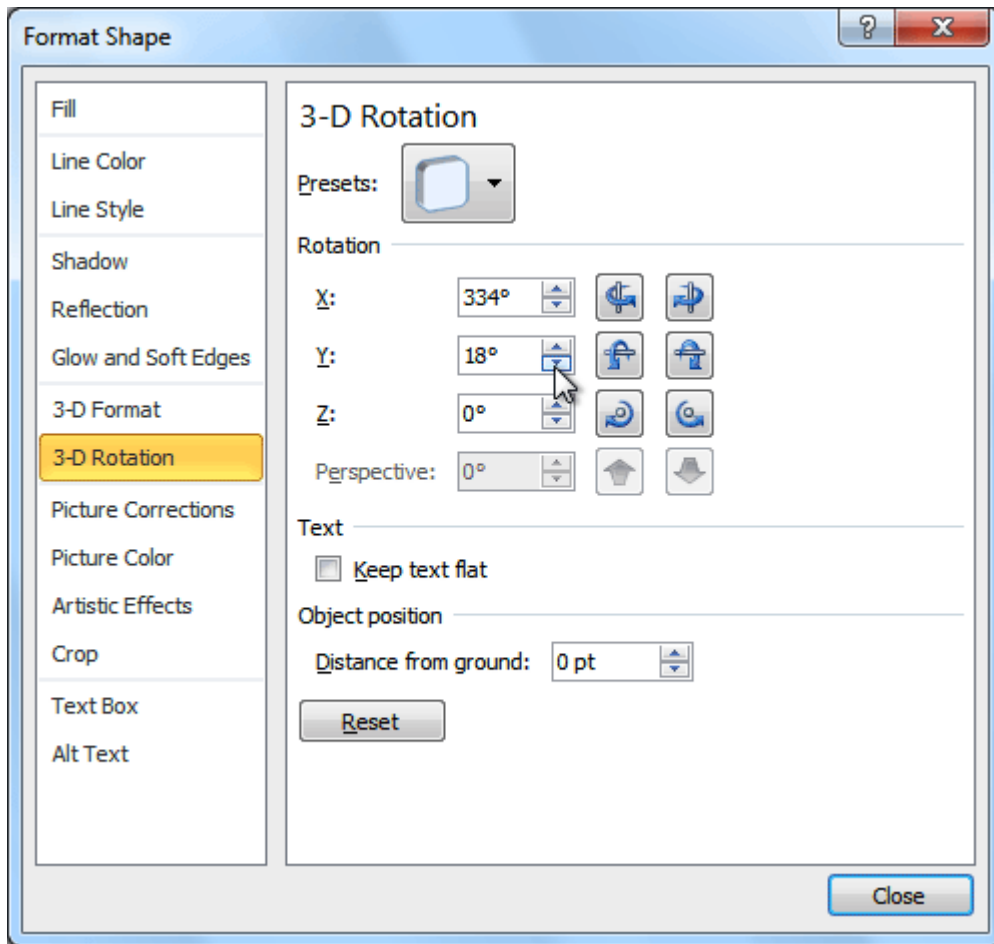 Format Shape
Fill
Line Color
Line Style
Shadow
Reflection
Glow and Soft Edges
3-D Format
3-D Rotation
Picture Corrections
Picture Color
Artistic Effects
Crop
Text Box
Alt Text
3-D Rotation
Presets:
Rotation
X: 334°
Y: 18°
Z: 0°
Perspective: 0°
Text
Keep text flat
Object position
Distance from ground: 0 pt
Reset
Close